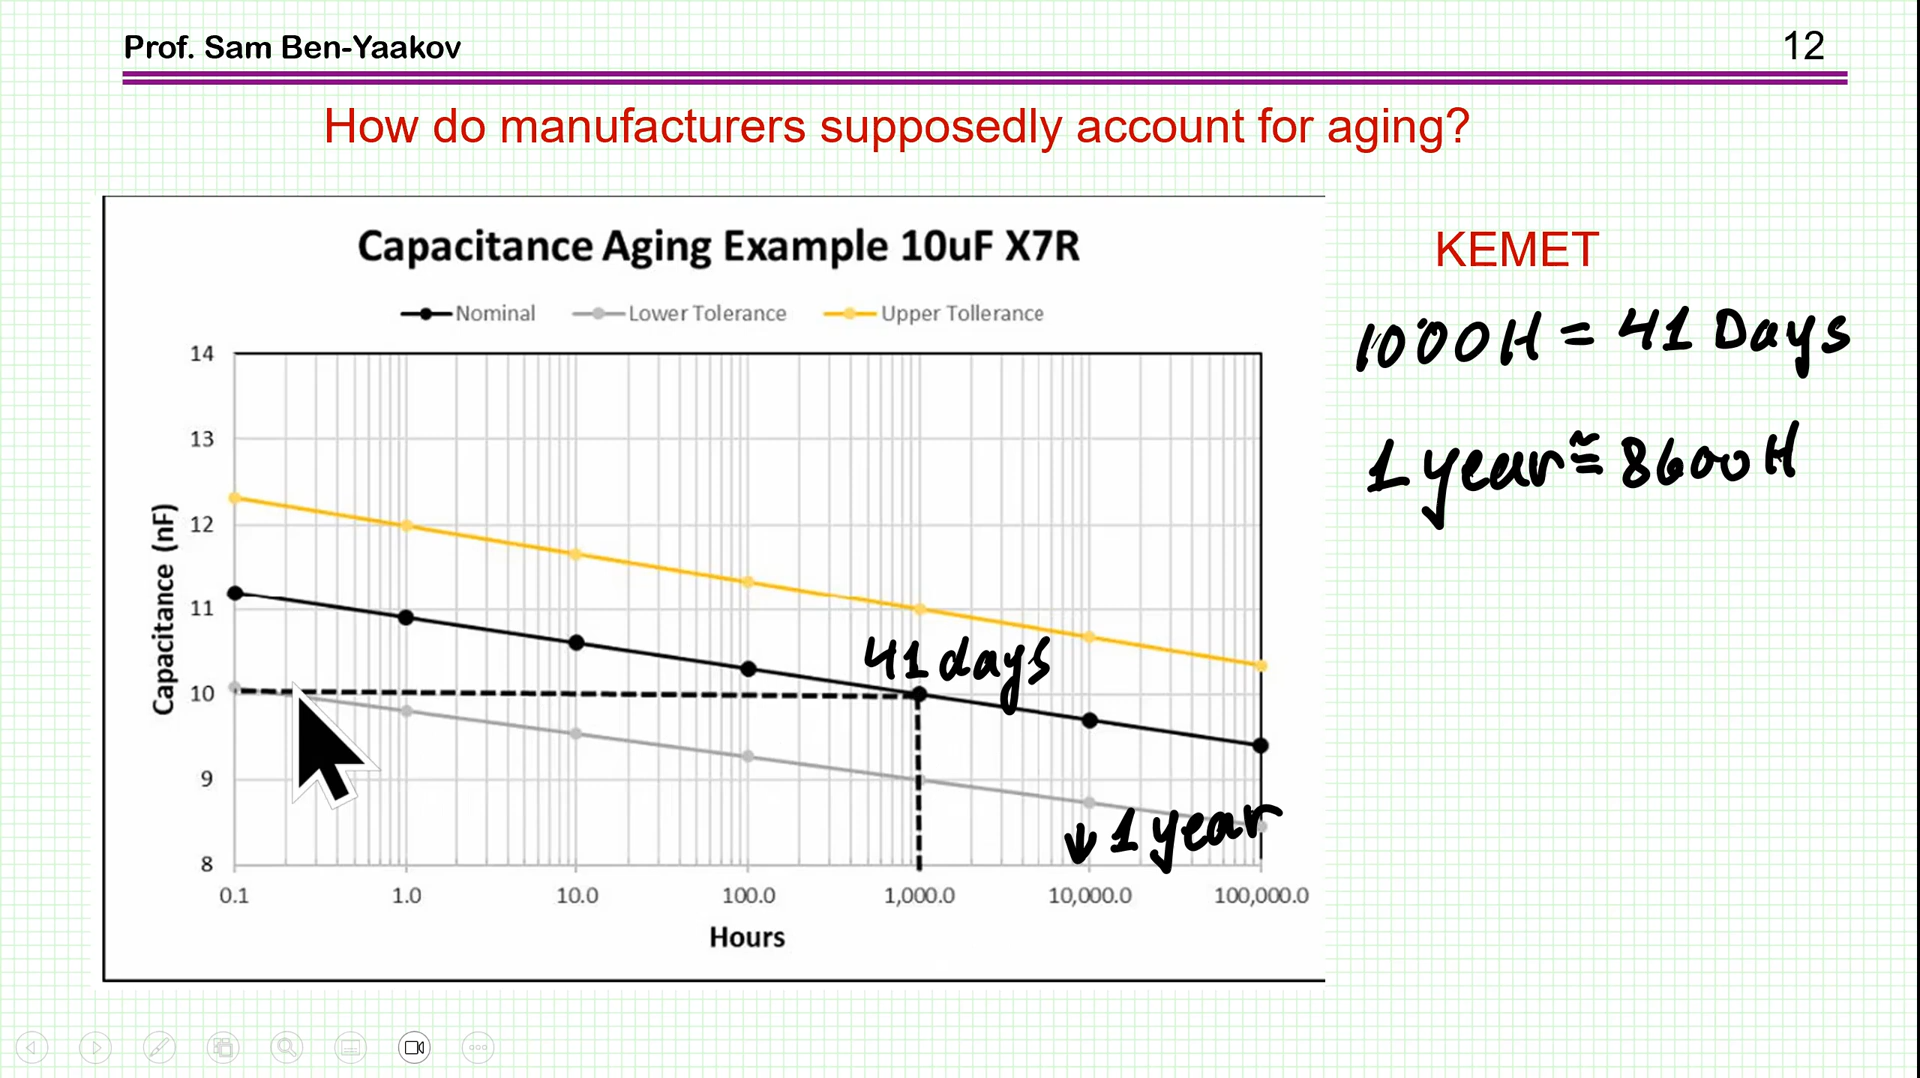 Prof. Sam Ben-Yaakov
12
How do manufacturers supposedly account for aging?
Capacitance Aging Example 10uF X7R
Nominal Lower Tolerance Upper Tollerance
KEMET
1000H = 41 Days
1 year ≅ 8600H
Capacitance (nF)
14
13
12
11
10
9
8
41 days
↓ 1 year
0.1 1.0 10.0 100.0 1,000.0 10,000.0 100,000.0
Hours